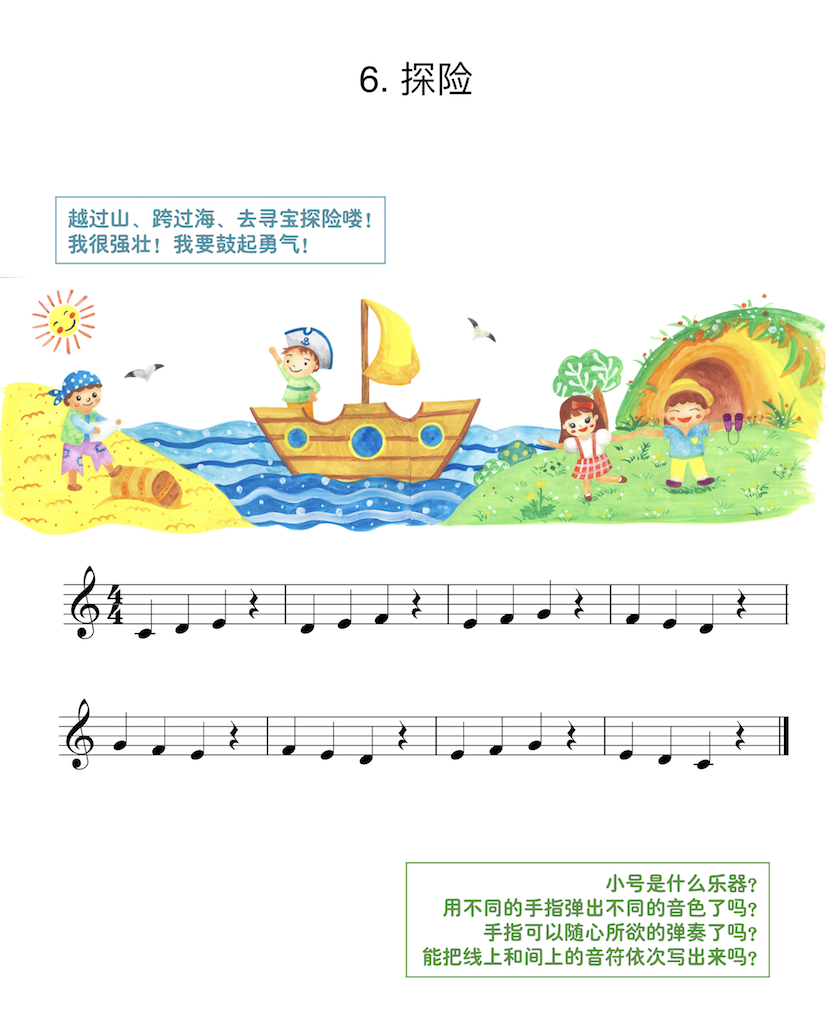 6. 探险
越过山、跨过海、去寻宝探险喽！
我很强壮！我要鼓起勇气！
4
4
小号是什么乐器？
用不同的手指弹出不同的音色了吗？
手指可以随心所欲的弹奏了吗？
能把线上和间上的音符依次写出来吗？